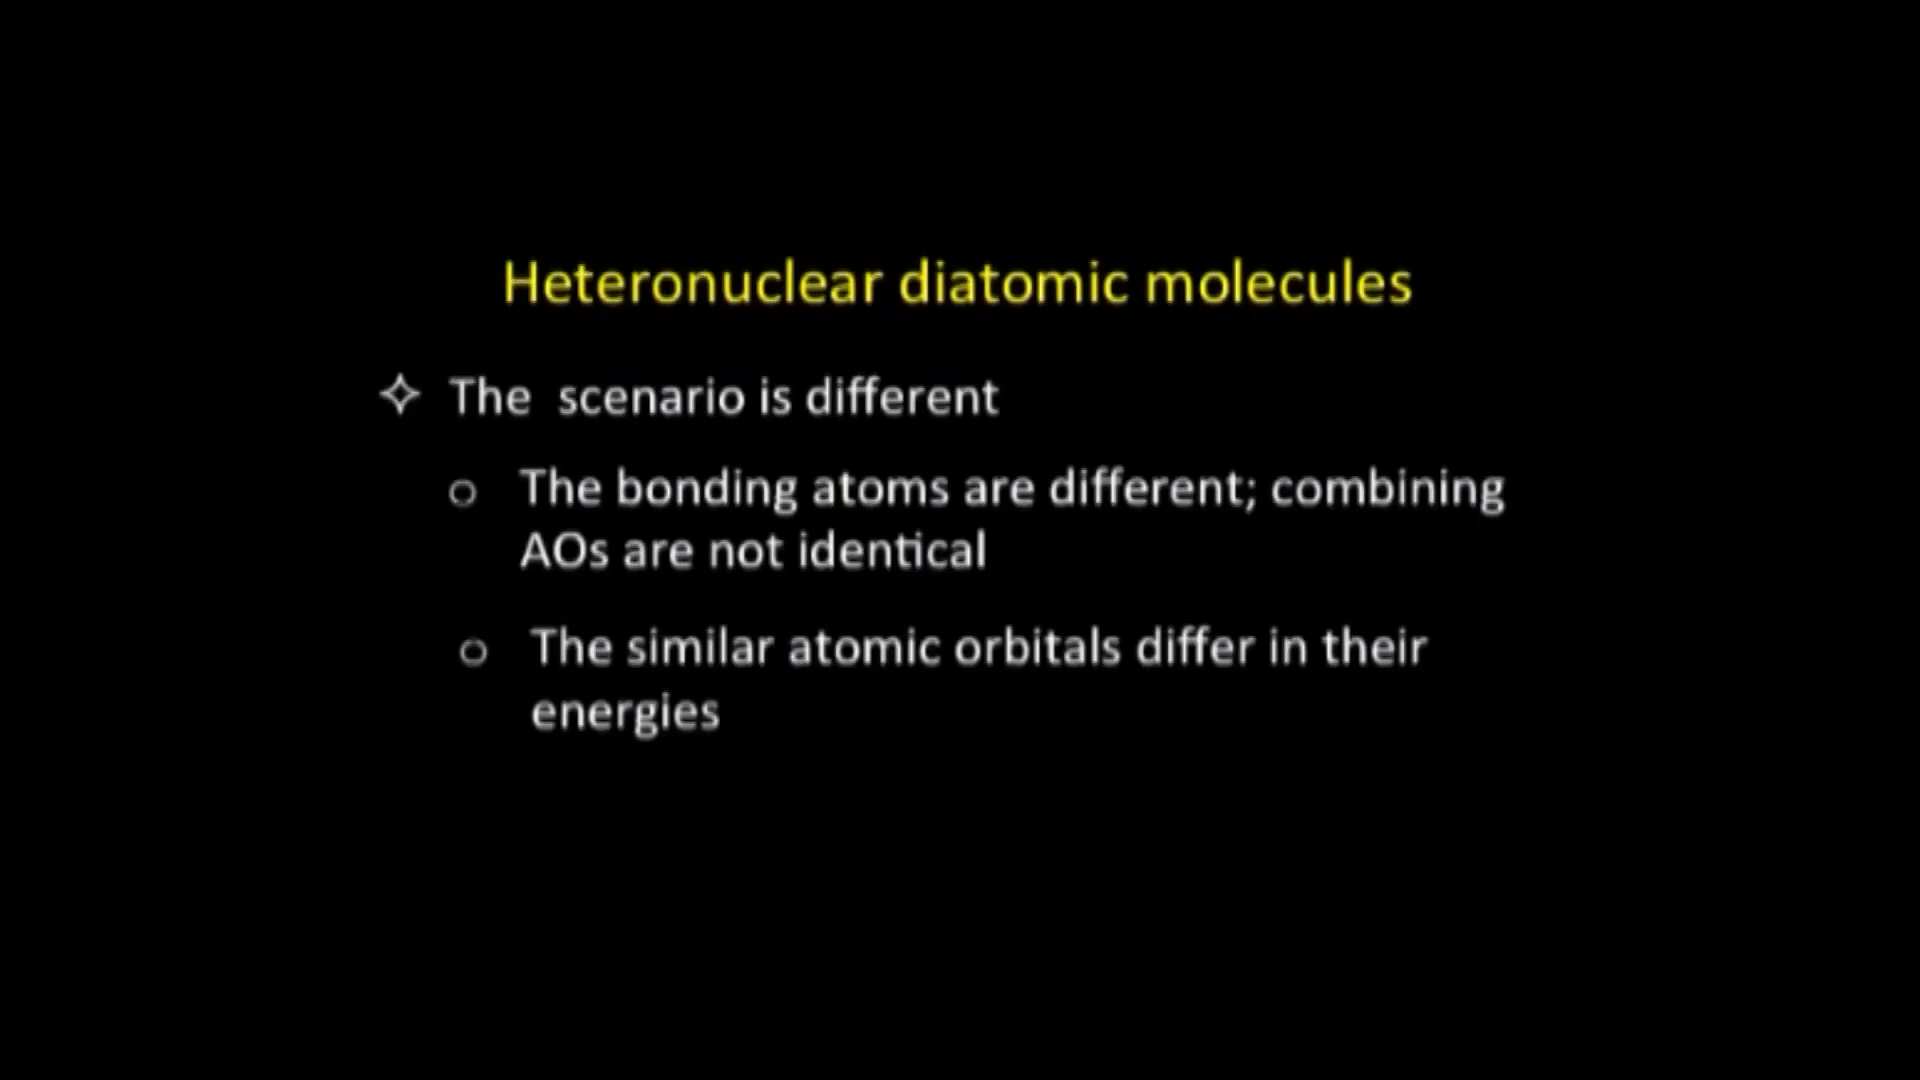 Heteronuclear diatomic molecules
✧ The scenario is different
o The bonding atoms are different; combining
AOs are not identical
o The similar atomic orbitals differ in their
energies